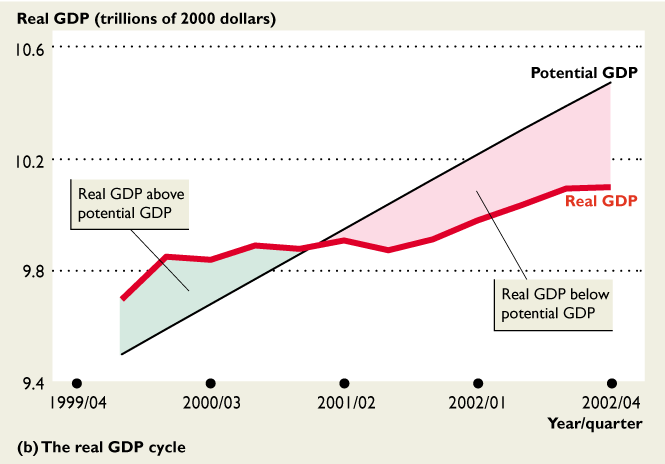 Real GDP (trillions of 2000 dollars)
10.6
Potential GDP
10.2
Real GDP above
potential GDP
Real GDP
9.8
Real GDP below
potential GDP
9.4
1999/04
2000/03
2001/02
2002/01
2002/04
Year/quarter
(b) The real GDP cycle